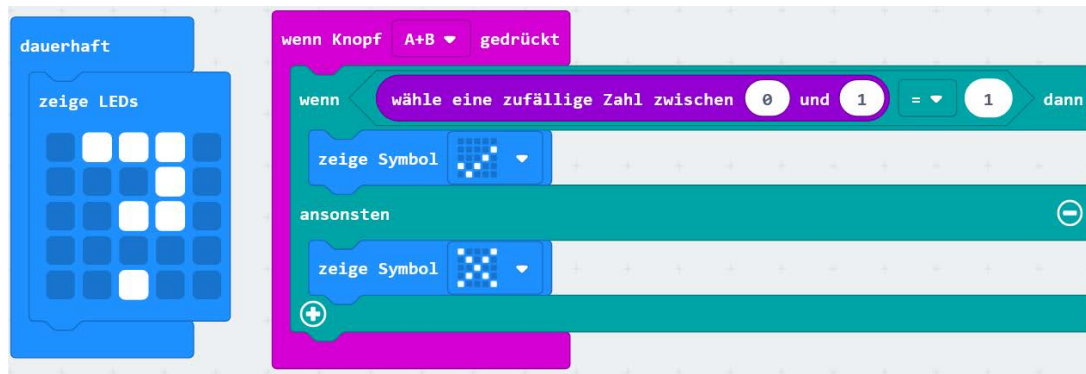 dauerhaft
zeige LEDs
wenn Knopf A+B gedrückt
wenn wähle eine zufällige Zahl zwischen 0 und 1 = 1 dann
zeige Symbol
ansonsten
zeige Symbol